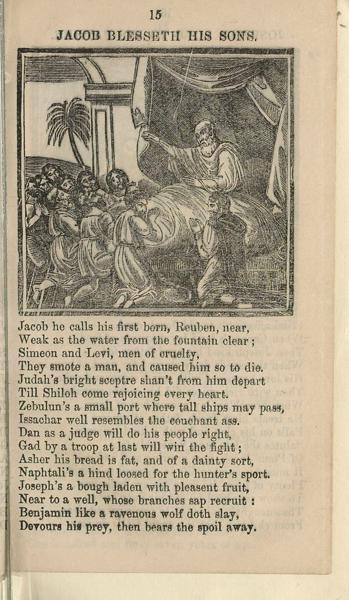 15
JACOB BLESSETH HIS SONS.
Jacob he calls his first born, Reuben, near,
Weak as the water from the fountain clear;
Simeon and Levi, men of cruelty,
They smote a man, and caused him so to die.
Judah's bright sceptre shan't from him depart
Till Shiloh come rejoicing every heart.
Zebulun's a small port where tall ships may pass,
Issachar well resembles the couchant ass.
Dan as a judge will do his people right,
Gad by a troop at last will win the fight;
Asher his bread is fat, and of a dainty sort,
Naphtali's a hind loosed for the hunter's sport.
Joseph's a bough laden with pleasent fruit,
Near to a well, whose branches sap recruit:
Benjamin like a ravenous wolf doth slay,
Devours his prey, then bears the spoil away.